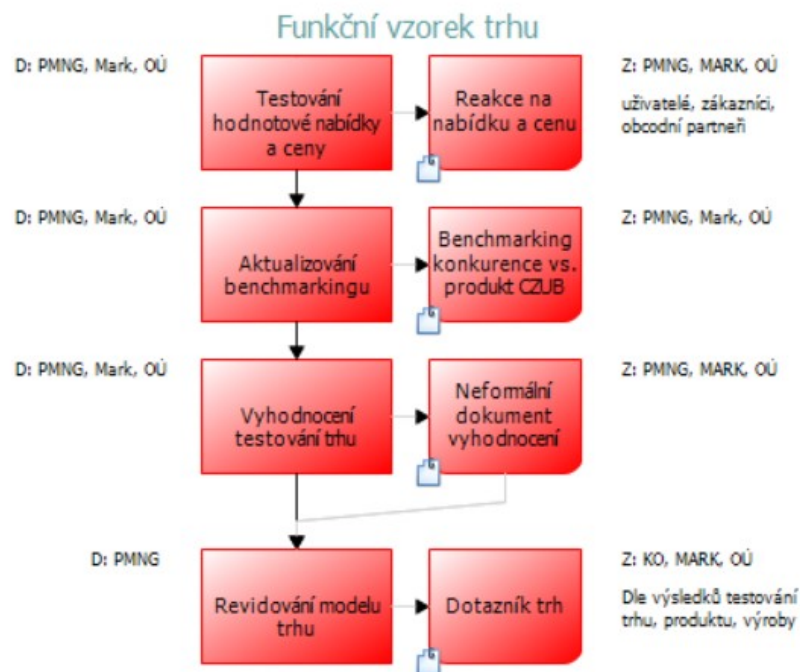 Funkční vzorek trhu
D: PMNG, Mark, OÚ
Testování
hodnotové nabídky
a ceny
Reakce na
nabídku a cenu
Z: PMNG, MARK, OÚ
uživatelé, zákazníci,
obcodní partneři
D: PMNG, Mark, OÚ
Aktualizování
benchmarkingu
Benchmarking
konkurence vs.
produkt CZUB
Z: PMNG, Mark, OÚ
D: PMNG, Mark, OÚ
Vyhodnocení
testování trhu
Neformální
dokument
vyhodnocení
Z: PMNG, MARK, OÚ
D: PMNG
Revidování modelu
trhu
Dotazník trh
Z: KO, MARK, OÚ
Dle výsledků testování
trhu, produktu, výroby